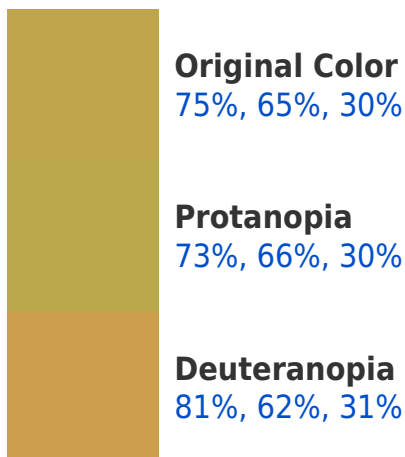 Original Color
75%, 65%, 30%
Protanopia
73%, 66%, 30%
Deuteranopia
81%, 62%, 31%